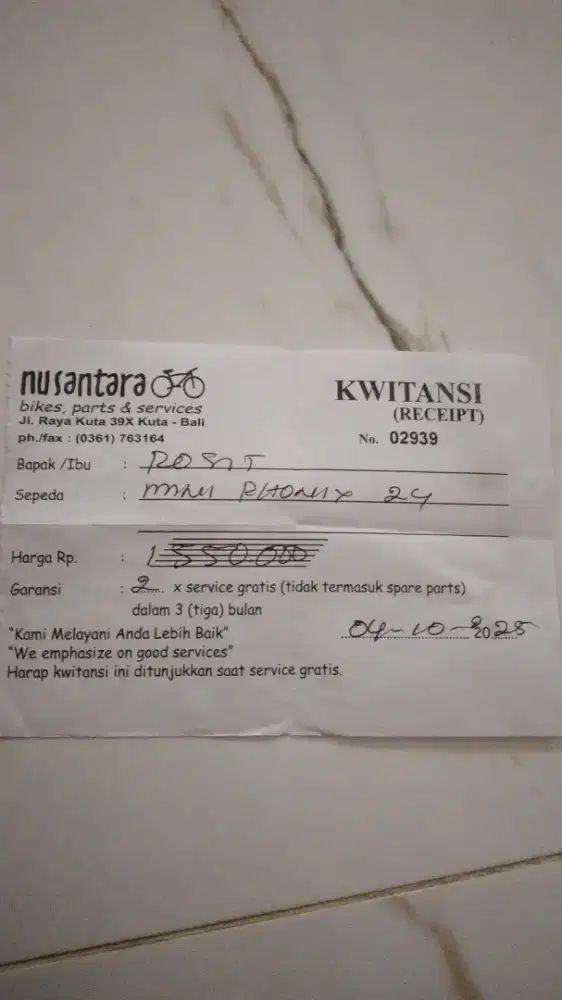 nusantara
bikes, parts & services
Jl. Raya Kuta 39X Kuta - Bali
ph./fax : (0361) 763164
KWITANSI
(RECEIPT)
No. 02939
Bapak /Ibu :
Sepeda : 24
Harga Rp. : 1.550.000
Garansi : 2 x service gratis (tidak termasuk spare parts)
dalam 3 (tiga) bulan
"Kami Melayani Anda Lebih Baik"
04-10-2025
"We emphasize on good services"
Harap kwitansi ini ditunjukkan saat service gratis.